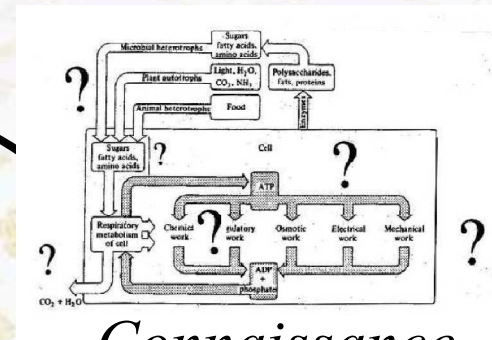 Sugars
fatty acids,
amino acids
Microbial heterotrophs
Plant autotrophs
Light, H₂O,
CO₂, NH₃
Polysaccharides,
fats, proteins
Animal heterotrophs
Food
Enzymes
?
Sugars
fatty acids,
amino acids
?
Cell
?
ATP
?
Respiratory
metabolism
of cell
Chemical
work
?
gulatory
work
Osmotic
work
Electrical
work
Mechanical
work
?
?
ADP
+
phosphate
CO₂ + H₂O
Connaissance